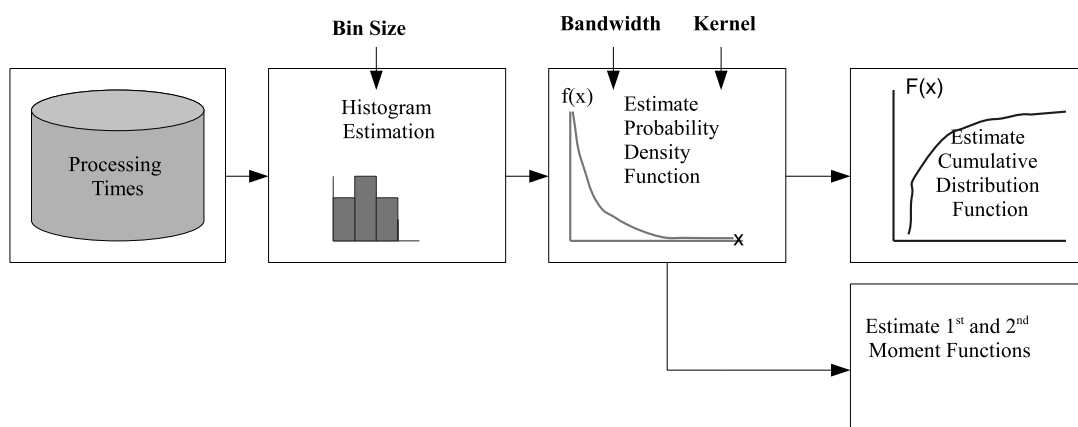 Bin Size
Bandwidth
Kernel
Processing
Times
Histogram
Estimation
f(x)
Estimate
Probability
Density
Function
x
F(x)
Estimate
Cumulative
Distribution
Function
Estimate 1st and 2nd
Moment Functions